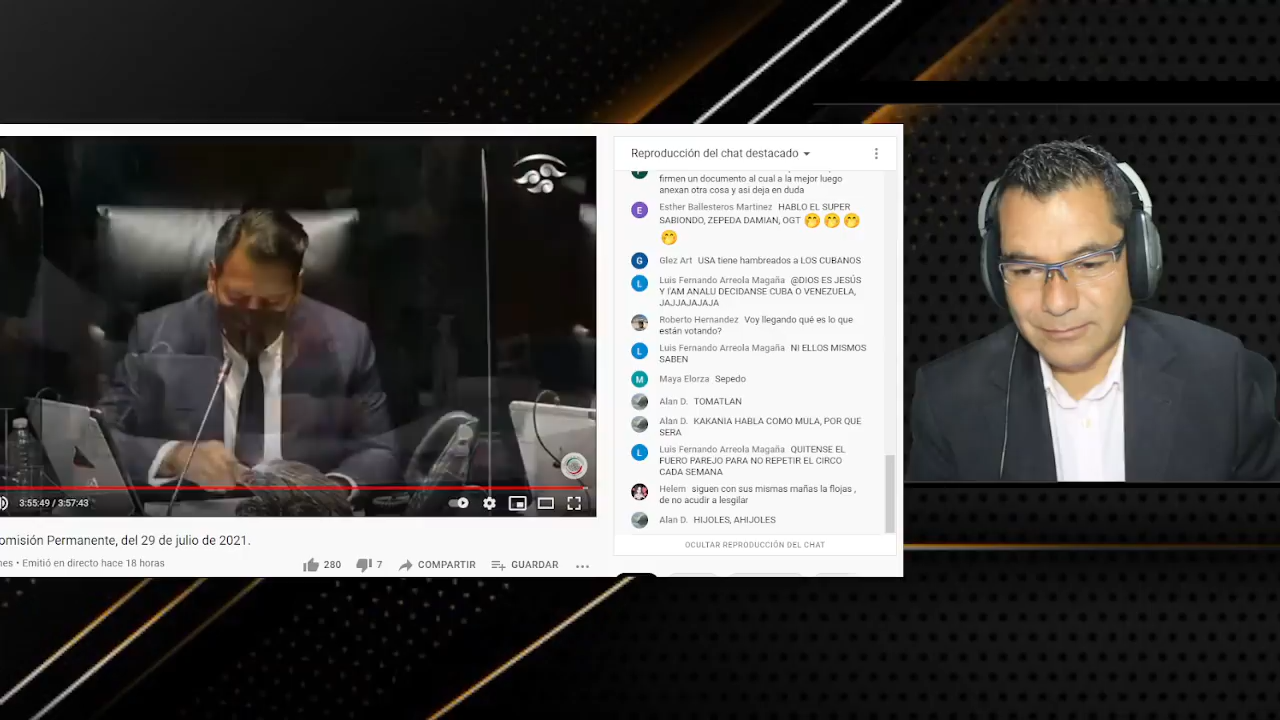 Reproducción del chat destacado
firmen un documento al cual a la mejor luego
anexan otra cosa y asi deja en duda
E Esther Ballesteros Martinez HABLO EL SUPER
SABIONDO, ZEPEDA DAMIAN, OGT
G Glez Art USA tiene hambreados a LOS CUBANOS
L Luis Fernando Arreola Magaña @DIOS ES JESÚS
Y I'AM ANALU DECIDANSE CUBA O VENEZUELA,
JAJJAJAJAJA
Roberto Hernandez Voy llegando qué es lo que
están votando?
L Luis Fernando Arreola Magaña NI ELLOS MISMOS
SABEN
M Maya Elorza Sepedo
Alan D. TOMATLAN
Alan D. KAKANIA HABLA COMO MULA, POR QUE
SERA
L Luis Fernando Arreola Magaña QUITENSE EL
FUERO PAREJO PARA NO REPETIR EL CIRCO
CADA SEMANA
Helem siguen con sus mismas mañas la flojas ,
de no acudir a lesgilar
Alan D. HIJOLES, AHIJOLES
OCULTAR REPRODUCCIÓN DEL CHAT
3:55:49 / 3:57:43
omisión Permanente, del 29 de julio de 2021.
nes • Emitió en directo hace 18 horas
280 7 COMPARTIR GUARDAR